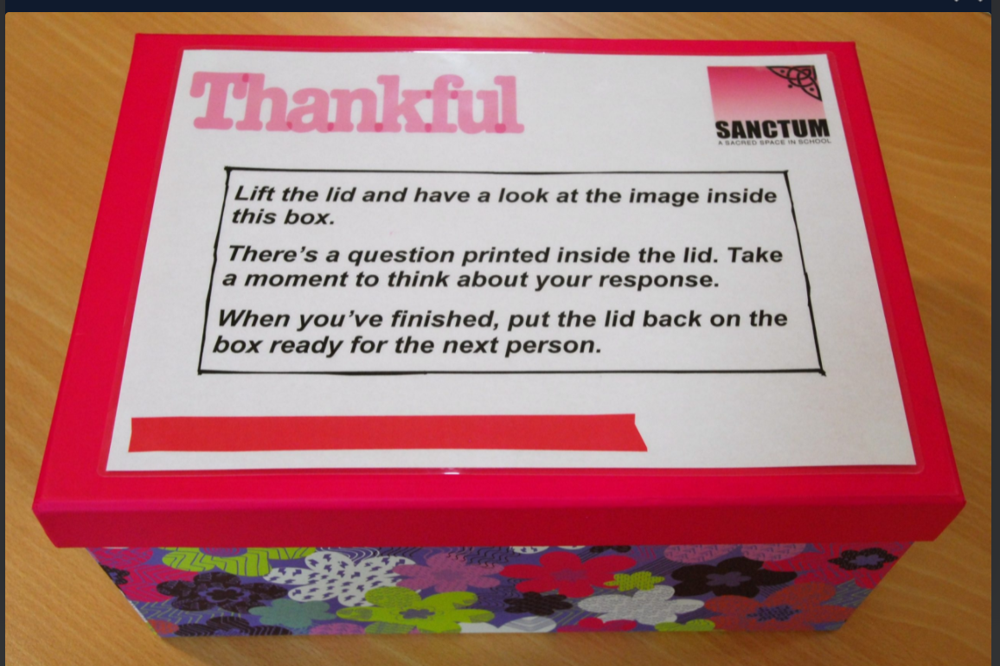 Thankful
SANCTUM
A SACRED SPACE IN SCHOOL
Lift the lid and have a look at the image inside
this box.
There's a question printed inside the lid. Take
a moment to think about your response.
When you've finished, put the lid back on the
box ready for the next person.